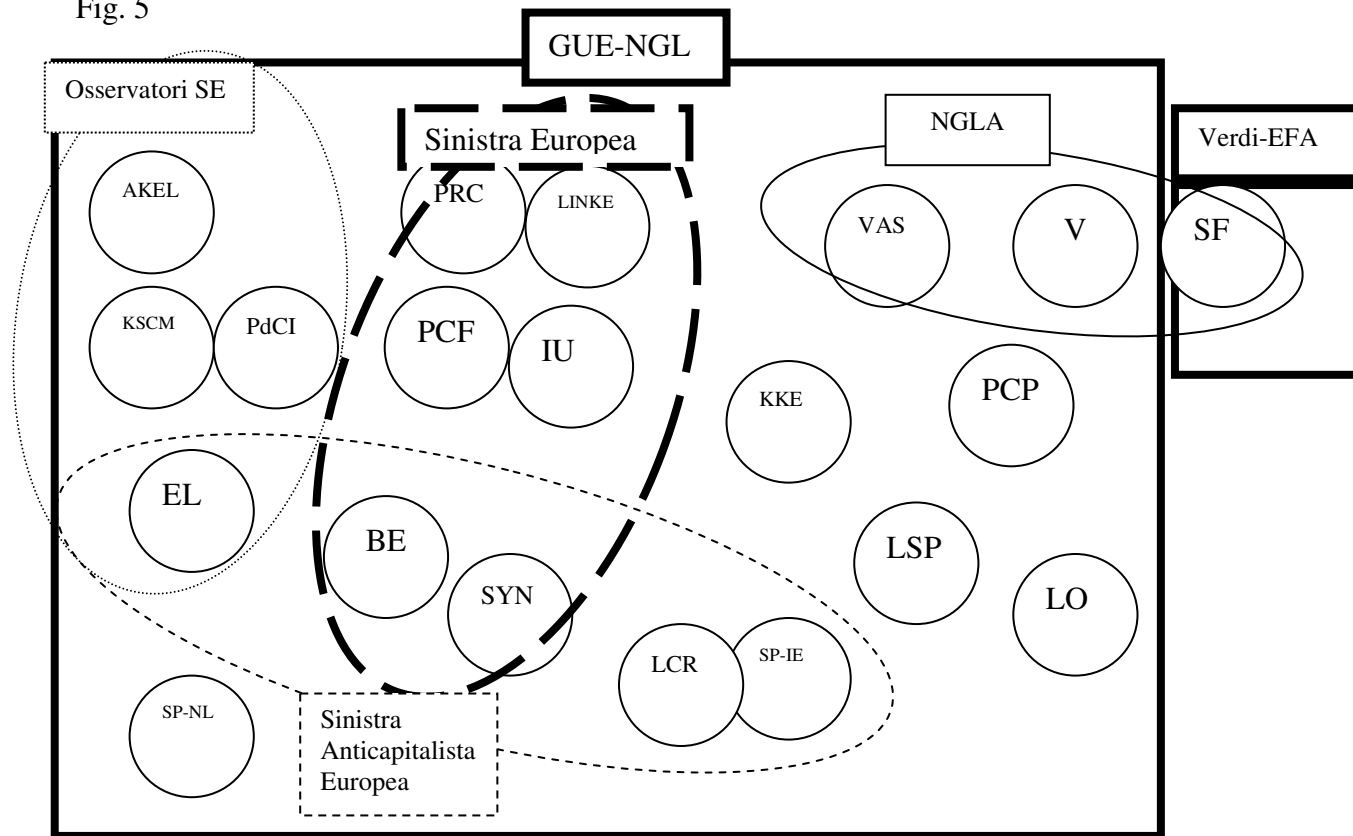 Fig. 5
GUE-NGL
Osservatori SE
Sinistra Europea
NGLA
Verdi-EFA
AKEL
PRC
LINKE
VAS
V
SF
KSCM
PdCI
PCF
IU
KKE
PCP
EL
BE
SYN
LSP
LO
LCR
SP-IE
SP-NL
Sinistra
Anticapitalista
Europea